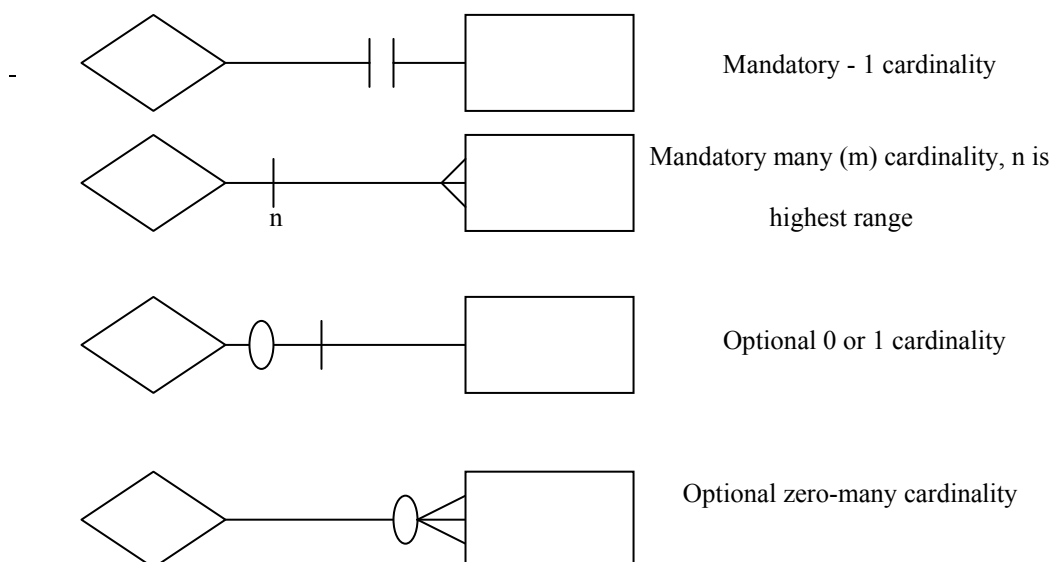 -
Mandatory - 1 cardinality
Mandatory many (m) cardinality, n is
highest range
n
Optional 0 or 1 cardinality
Optional zero-many cardinality